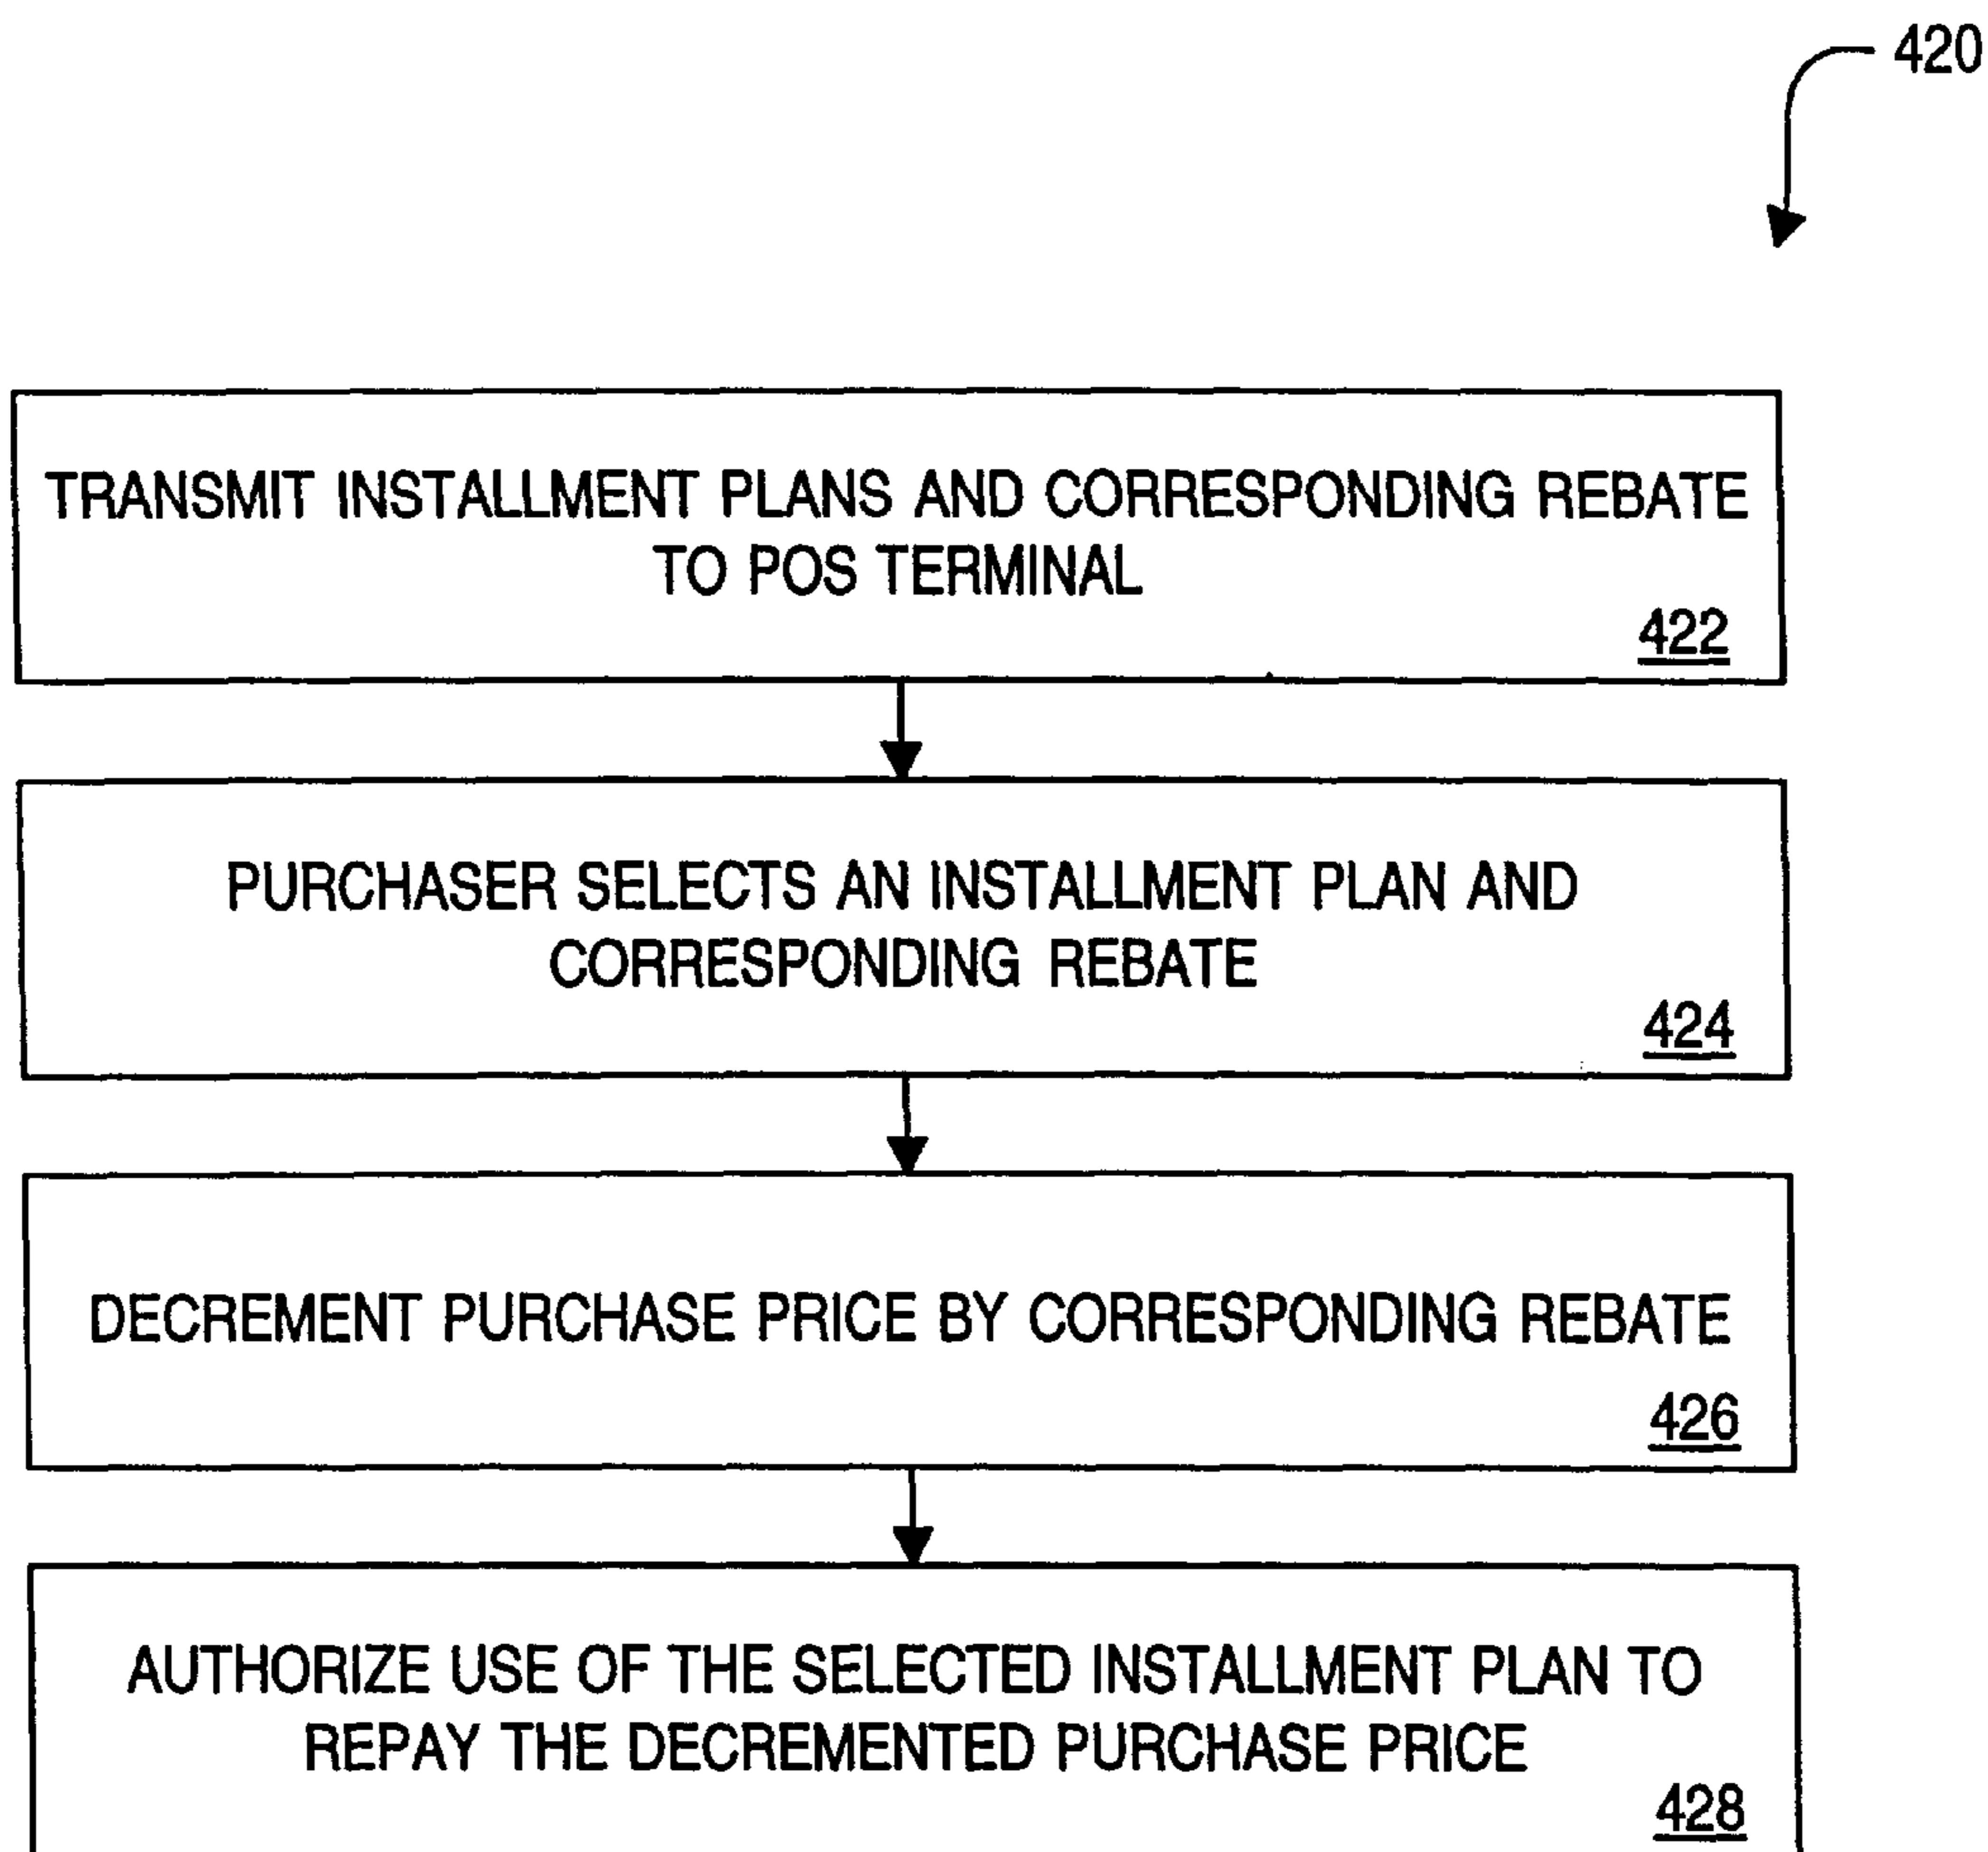 420
TRANSMIT INSTALLMENT PLANS AND CORRESPONDING REBATE
TO POS TERMINAL
422
PURCHASER SELECTS AN INSTALLMENT PLAN AND
CORRESPONDING REBATE
424
DECREMENT PURCHASE PRICE BY CORRESPONDING REBATE
426
AUTHORIZE USE OF THE SELECTED INSTALLMENT PLAN TO
REPAY THE DECREMENTED PURCHASE PRICE
428